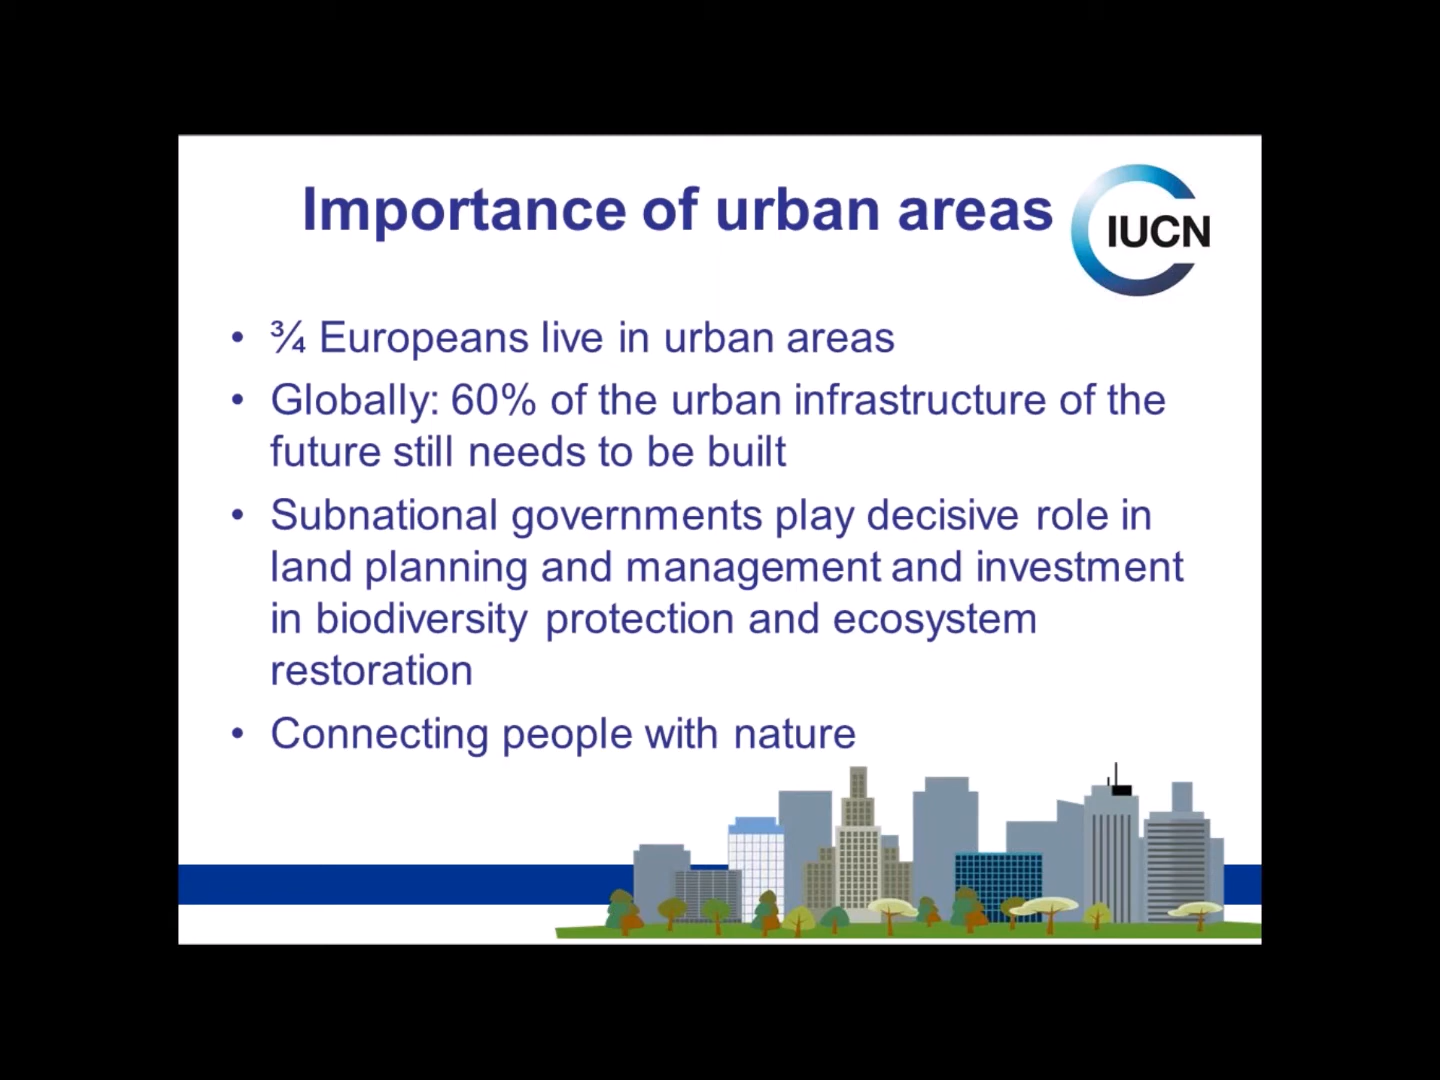 Importance of urban areas
IUCN
• ¾ Europeans live in urban areas
• Globally: 60% of the urban infrastructure of the
future still needs to be built
• Subnational governments play decisive role in
land planning and management and investment
in biodiversity protection and ecosystem
restoration
• Connecting people with nature